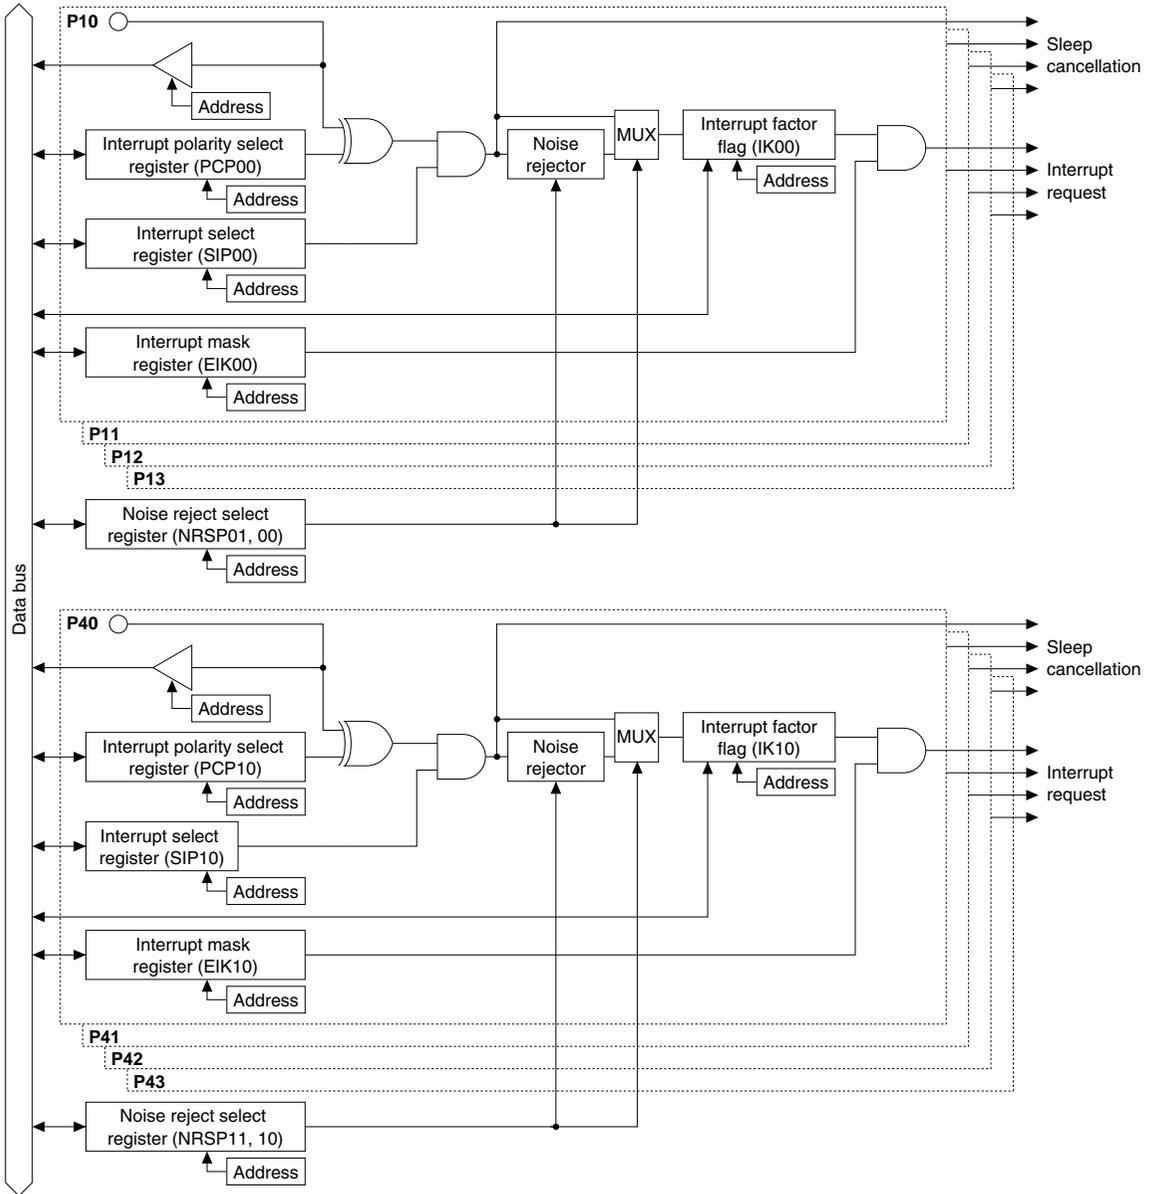 P10
Sleep
cancellation
Address
Interrupt polarity select
register (PCP00)
Address
Noise
rejector
MUX
Interrupt factor
flag (IK00)
Address
Interrupt
request
Interrupt select
register (SIP00)
Address
Interrupt mask
register (EIK00)
Address
P11
P12
P13
Noise reject select
register (NRSP01, 00)
Address
Data bus
P40
Sleep
cancellation
Address
Interrupt polarity select
register (PCP10)
Address
Noise
rejector
MUX
Interrupt factor
flag (IK10)
Address
Interrupt
request
Interrupt select
register (SIP10)
Address
Interrupt mask
register (EIK10)
Address
P41
P42
P43
Noise reject select
register (NRSP11, 10)
Address